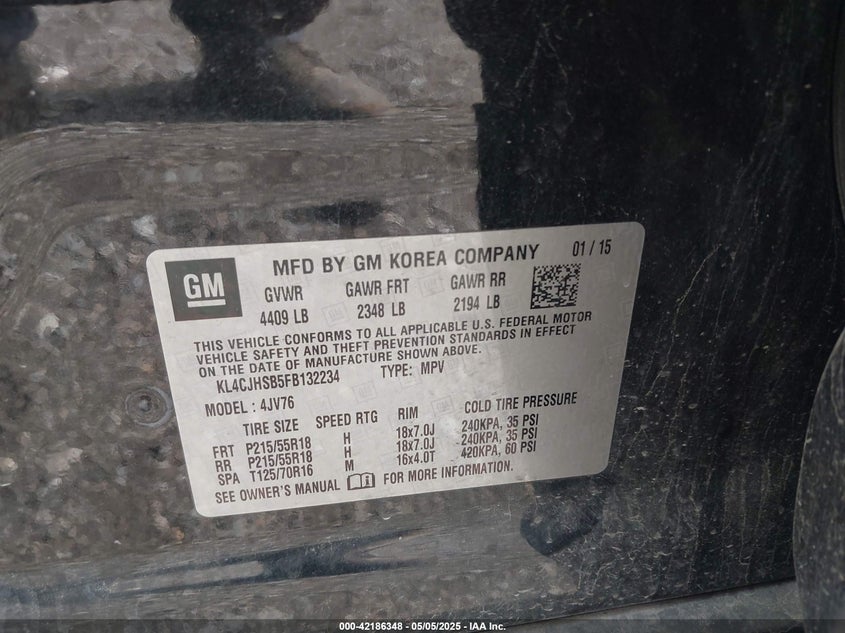 GM
MFD BY GM KOREA COMPANY 01 / 15
GVWR GAWR FRT GAWR RR
4409 LB 2348 LB 2194 LB
THIS VEHICLE CONFORMS TO ALL APPLICABLE U.S. FEDERAL MOTOR
VEHICLE SAFETY AND THEFT PREVENTION STANDARDS IN EFFECT
ON THE DATE OF MANUFACTURE SHOWN ABOVE.
KL4CJHSB5FB132234 TYPE: MPV
MODEL : 4JV76
TIRE SIZE SPEED RTG RIM COLD TIRE PRESSURE
FRT P215/55R18 H 18x7.0J 240KPA, 35 PSI
RR P215/55R18 H 18x7.0J 240KPA, 35 PSI
SPA T125/70R16 M 16x4.0T 420KPA, 60 PSI
SEE OWNER'S MANUAL FOR MORE INFORMATION.
000-42186348 - 05/05/2025 - IAA Inc.